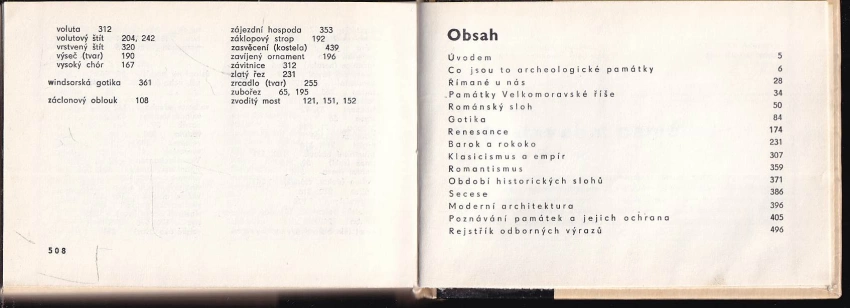 voluta 312
volutový štít 204, 242
vrstvený štít 320
výseč (tvar) 190
vysoký chór 167
windsorská gotika 361
záclonový oblouk 108
zájezdní hospoda 353
záklopový strop 192
zasvěcení (kostela) 439
zavíjený ornament 196
závitnice 312
zlatý řez 231
zrcadlo (tvar) 255
zubořez 65, 195
zvoditý most 121, 151, 152
508
Obsah
Úvodem 5
Co jsou to archeologické památky 6
Římané u nás 28
Památky Velkomoravské říše 34
Románský sloh 50
Gotika 84
Renesance 174
Barok a rokoko 231
Klasicismus a empír 307
Romantismus 359
Období historických slohů 371
Secese 386
Moderní architektura 396
Poznávání památek a jejich ochrana 405
Rejstřík odborných výrazů 496